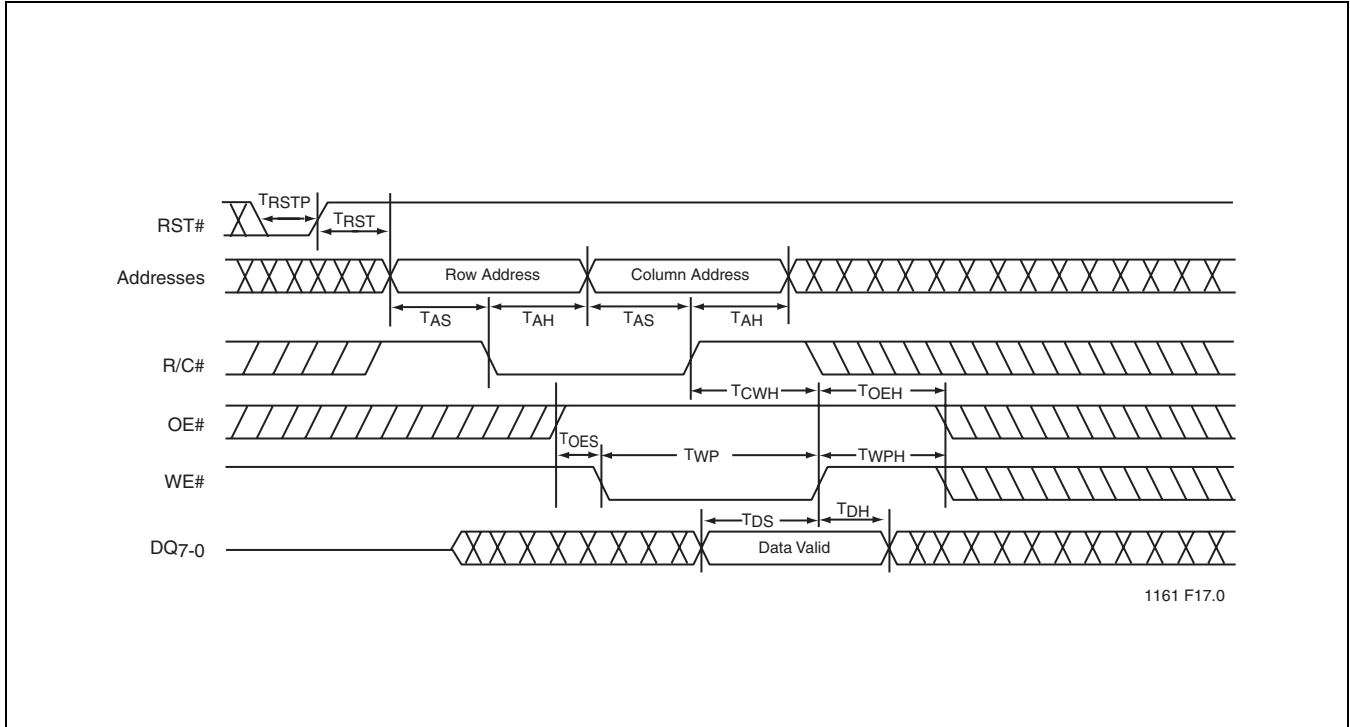 TRSTP
RST#
TRST
Addresses
Row Address
Column Address
TAS
TAH
TAS
TAH
R/C#
TCWH
TOEH
OE#
TOES
TWP
TWPH
WE#
TDS
TDH
DQ7-0
Data Valid
1161 F17.0